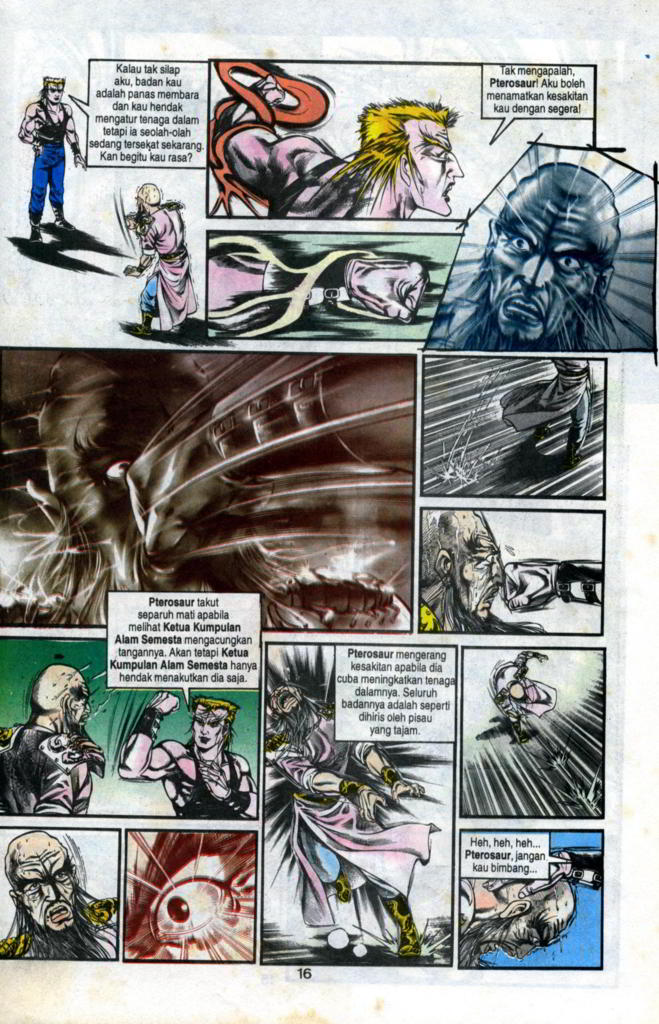 Kalau tak silap
aku, badan kau
adalah panas membara
dan kau hendak
mengatur tenaga dalam
tetapi ia seolah-olah
sedang tersekat sekarang.
Kan begitu kau rasa?
Tak mengapalah,
Pterosaur! Aku boleh
menamatkan kesakitan
kau dengan segera!
Pterosaur takut
separuh mati apabila
melihat Ketua Kumpulan
Alam Semesta mengacungkan
tangannya. Akan tetapi Ketua
Kumpulan Alam Semesta hanya
hendak menakutkan dia saja.
Pterosaur mengerang
kesakitan apabila dia
cuba meningkatkan tenaga
dalamnya. Seluruh
badannya adalah seperti
dihiris oleh pisau
yang tajam.
Heh, heh, heh...
Pterosaur, jangan
kau bimbang...
16